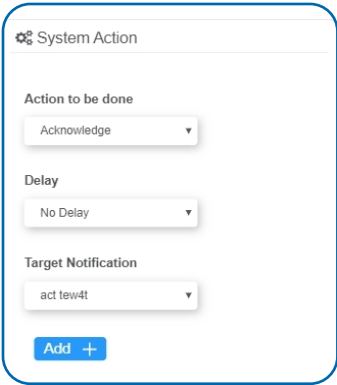 System Action
Action to be done
Acknowledge
Delay
No Delay
Target Notification
act tew4t
Add +